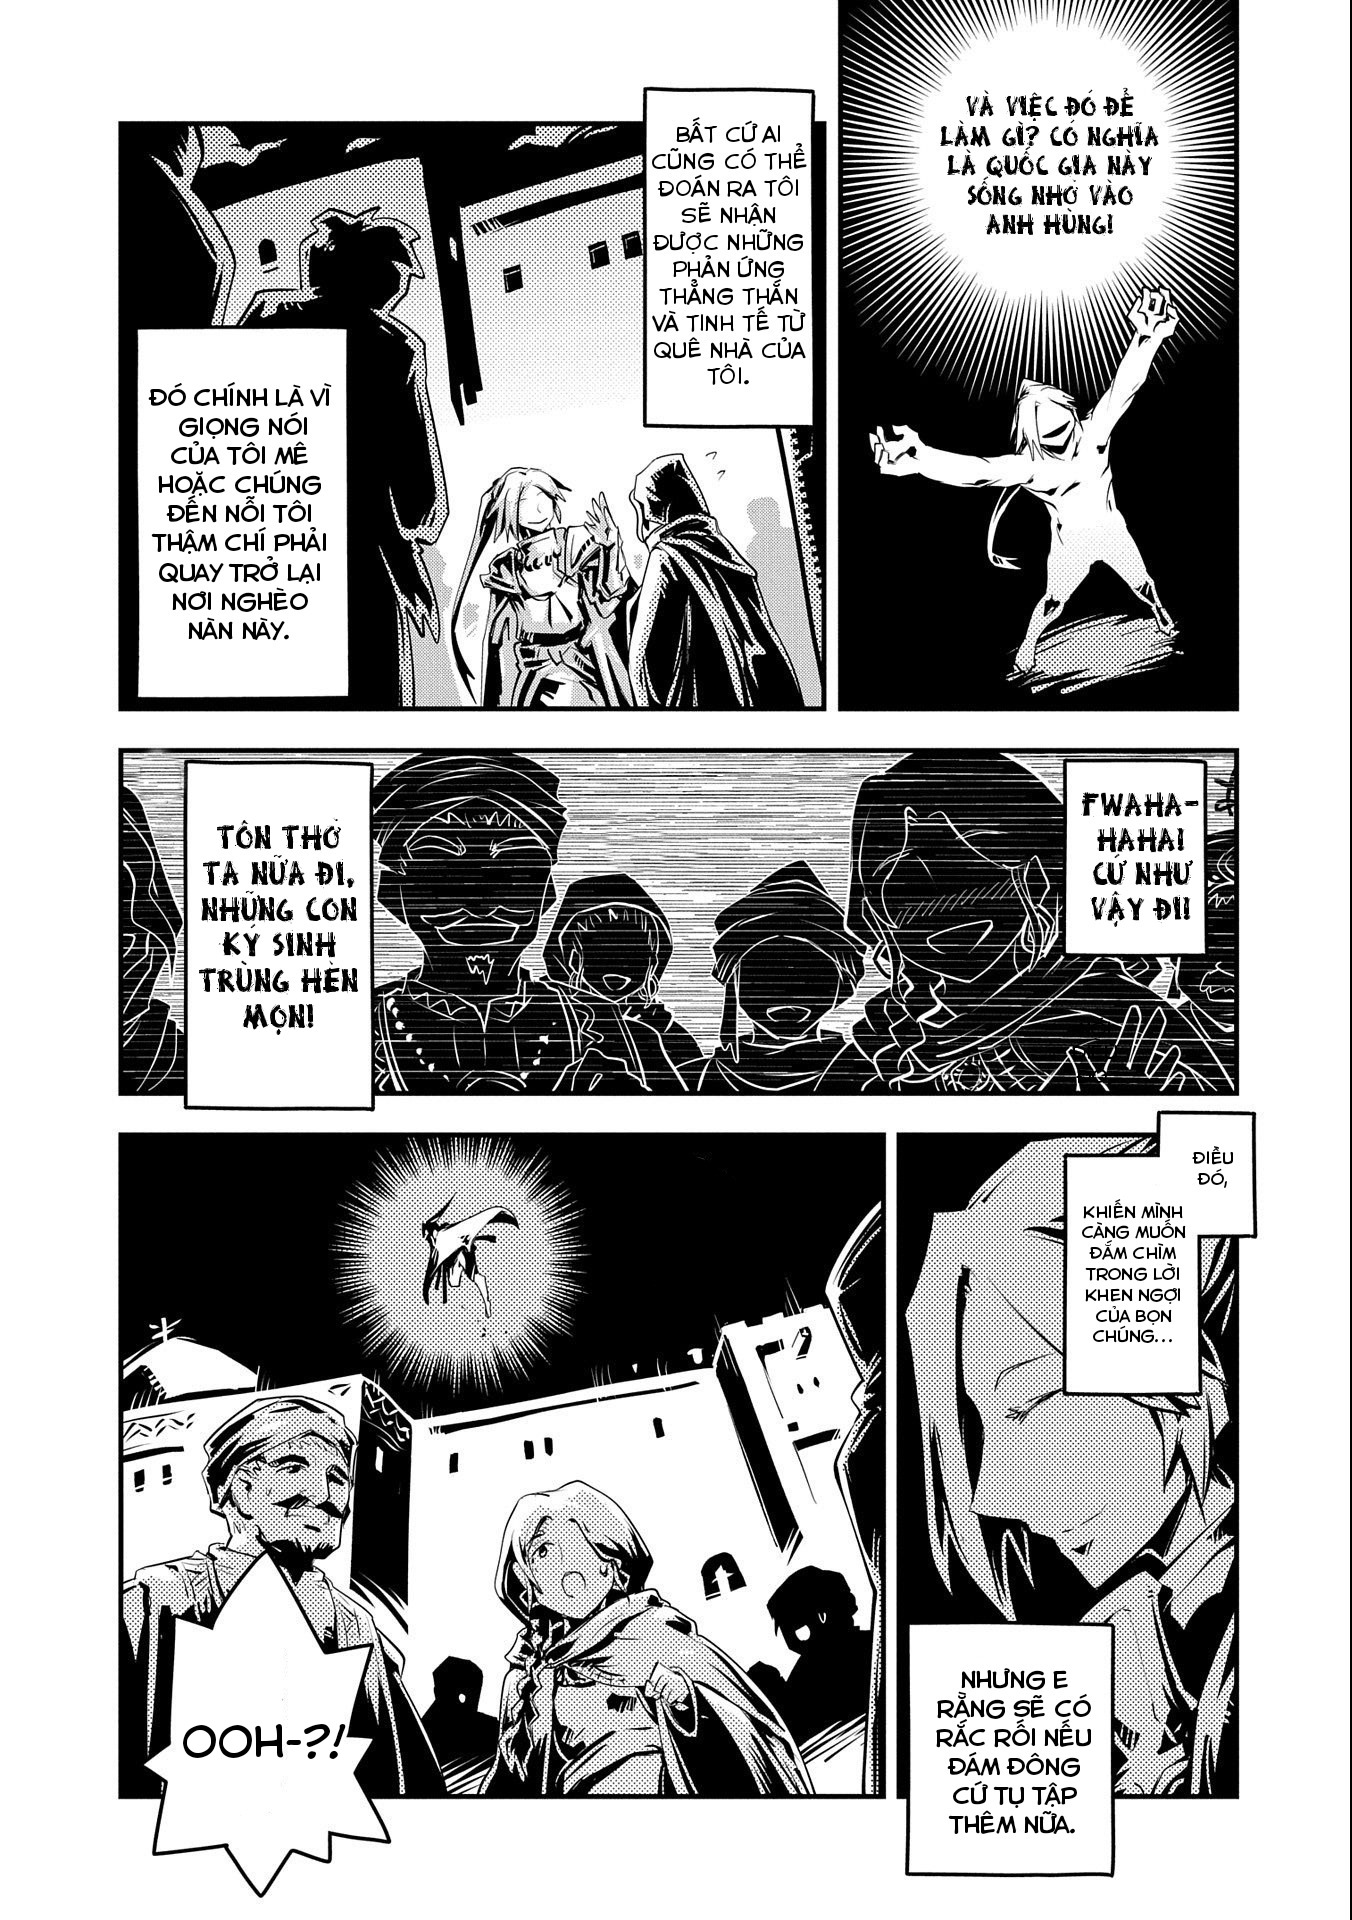 VÀ VIỆC ĐÓ ĐỂ
LÀM GÌ? CÓ NGHĨA
LÀ QUỐC GIA NÀY
SỐNG NHỜ VÀO
ANH HÙNG!
BẤT CỨ AI
CŨNG CÓ THỂ
ĐOÁN RA TÔI
SẼ NHẬN
ĐƯỢC NHỮNG
PHẢN ỨNG
THẲNG THẮN
VÀ TINH TẾ TỪ
QUÊ NHÀ CỦA
TÔI.
ĐÓ CHÍNH LÀ VÌ
GIỌNG NÓI
CỦA TÔI MÊ
HOẶC CHÚNG
ĐẾN NỖI TÔI
THẬM CHÍ PHẢI
QUAY TRỞ LẠI
NƠI NGHÈO
NÀN NÀY.
FWAHA-
HAHA!
CỨ NHƯ
VẬY ĐI!
TÔN THỜ
TA NỮA ĐI,
NHỮNG CON
KÝ SINH
TRÙNG HÈN
MỌN!
ĐIỀU
ĐÓ,
KHIẾN MÌNH
CÀNG MUỐN
ĐẮM CHÌM
TRONG LỜI
KHEN NGỢI
CỦA BỌN
CHÚNG...
NHƯNG E
RẰNG SẼ CÓ
RẮC RỐI NẾU
ĐÁM ĐÔNG
CỨ TỤ TẬP
THÊM NỮA.
OOH-?!